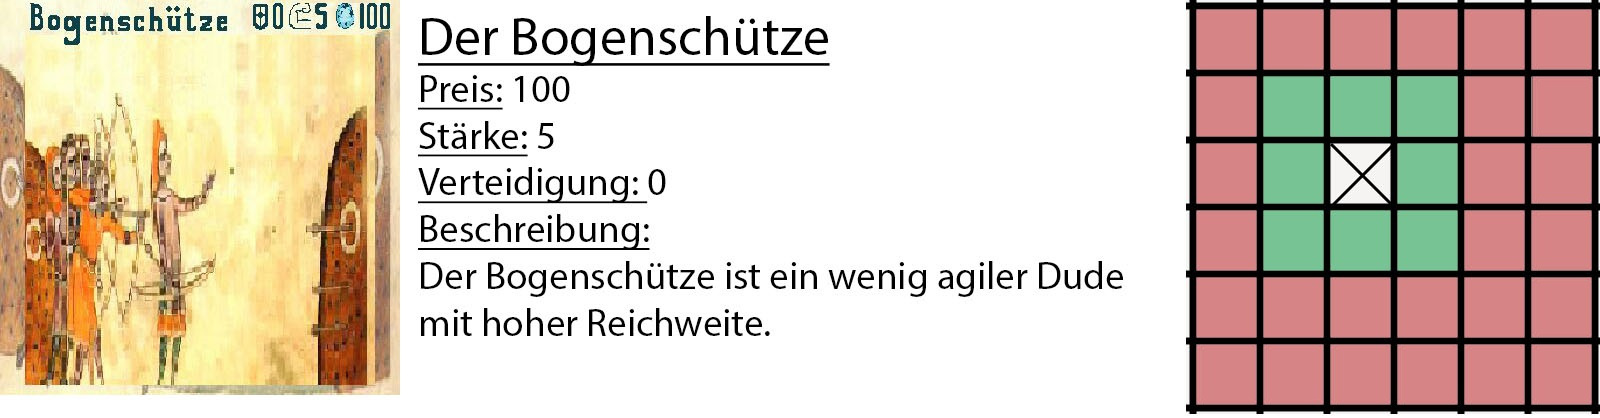 Bogenschütze 0 5 100
Der Bogenschütze
Preis: 100
Stärke: 5
Verteidigung: 0
Beschreibung:
Der Bogenschütze ist ein wenig agiler Dude
mit hoher Reichweite.